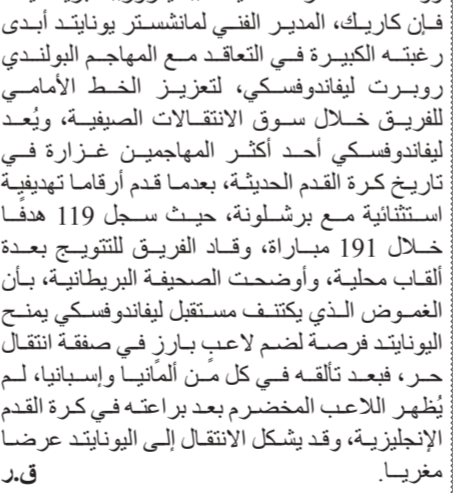 فإن كاريك، المدير الفني لمانشستر يونايتد أبدى
رغبته الكبيرة في التعاقد مع المهاجم البولندي
روبرت ليفاندوفسكي، لتعزيز الخط الأمامي
للفريق خلال سوق الانتقالات الصيفية، ويُعد
ليفاندوفسكي أحد أكثر المهاجمين غزارة في
تاريخ كرة القدم الحديثة، بعدما قدم أرقاما تهديفية
استثنائية مع برشلونة، حيث سجل 119 هدفًا
خلال 191 مباراة، وقاد الفريق للتتويج بعدة
ألقاب محلية، وأوضحت الصحيفة البريطانية، بأن
الغموض الذي يكتنف مستقبل ليفاندوفسكي يمنح
اليونايتد فرصة لضم لاعب بارز في صفقة انتقال
حر، فبعد تألقه في كل من ألمانيا وإسبانيا، لم
يُظهر اللاعب المخضرم بعد براعته في كرة القدم
الإنجليزية، وقد يشكل الانتقال إلى اليونايتد عرضا
مغريا. ق.ر